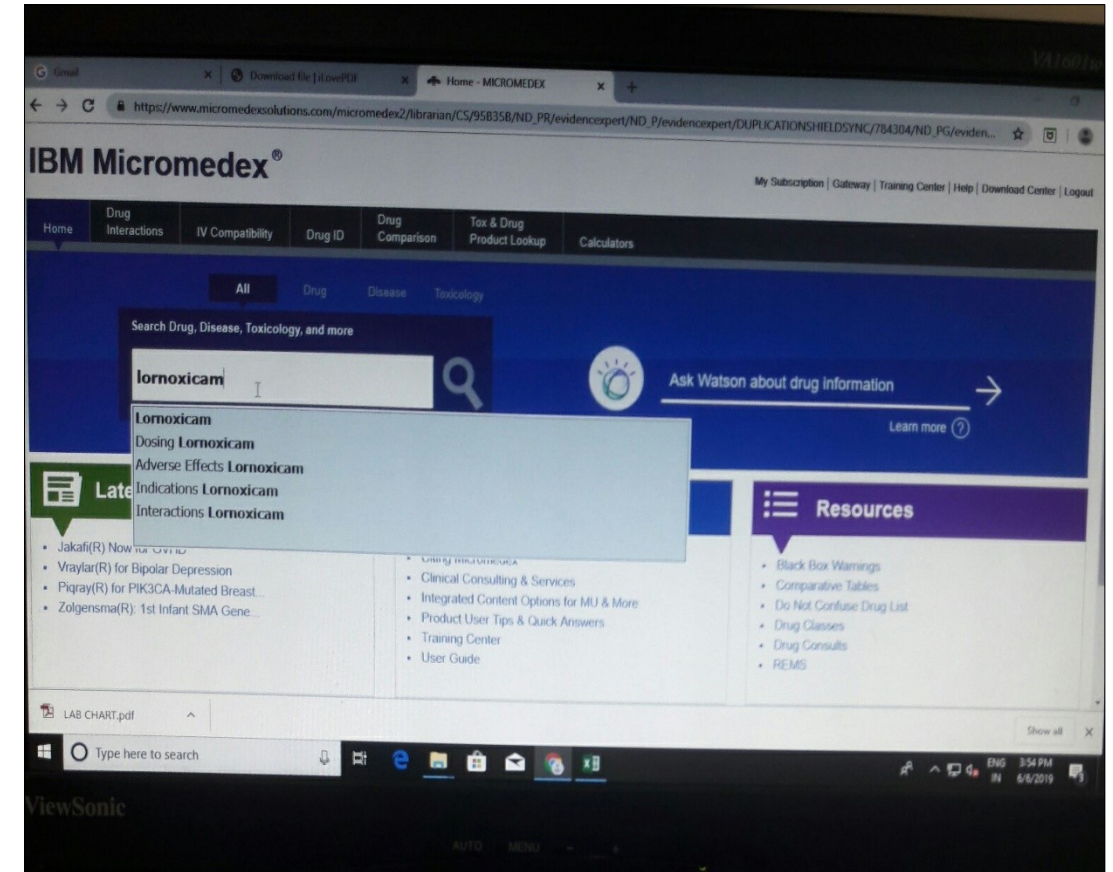 VA1601w
Gmail
Download file | iLovePDF
Home - MICROMEDEX
https://www.micromedexsolutions.com/micromedex2/librarian/CS/95B35B/ND_PR/evidencexpert/ND_P/evidencexpert/DUPLICATIONSHIELDSYNC/784304/ND_PG/eviden...
IBM Micromedex®
My Subscription | Gateway | Training Center | Help | Download Center | Logout
Home
Drug Interactions
IV Compatibility
Drug ID
Drug Comparison
Tox & Drug Product Lookup
Calculators
All Drug Disease Toxicology
Search Drug, Disease, Toxicology, and more
lornoxicam
Ask Watson about drug information
Learn more ?
Lornoxicam
Dosing Lornoxicam
Adverse Effects Lornoxicam
Indications Lornoxicam
Interactions Lornoxicam
Late
Jakafi(R) Now
Vraylar(R) for Bipolar Depression
Piqray(R) for PIK3CA-Mutated Breast...
Zolgensma(R): 1st Infant SMA Gene...
Citing Micromedex
Clinical Consulting & Services
Integrated Content Options for MU & More
Product User Tips & Quick Answers
Training Center
User Guide
Resources
Black Box Warnings
Comparative Tables
Do Not Confuse Drug List
Drug Classes
Drug Consults
REMS
LAB CHART.pdf
Show all
Type here to search
ENG
IN
3:54 PM
6/6/2019
ViewSonic
AUTO MENU - +